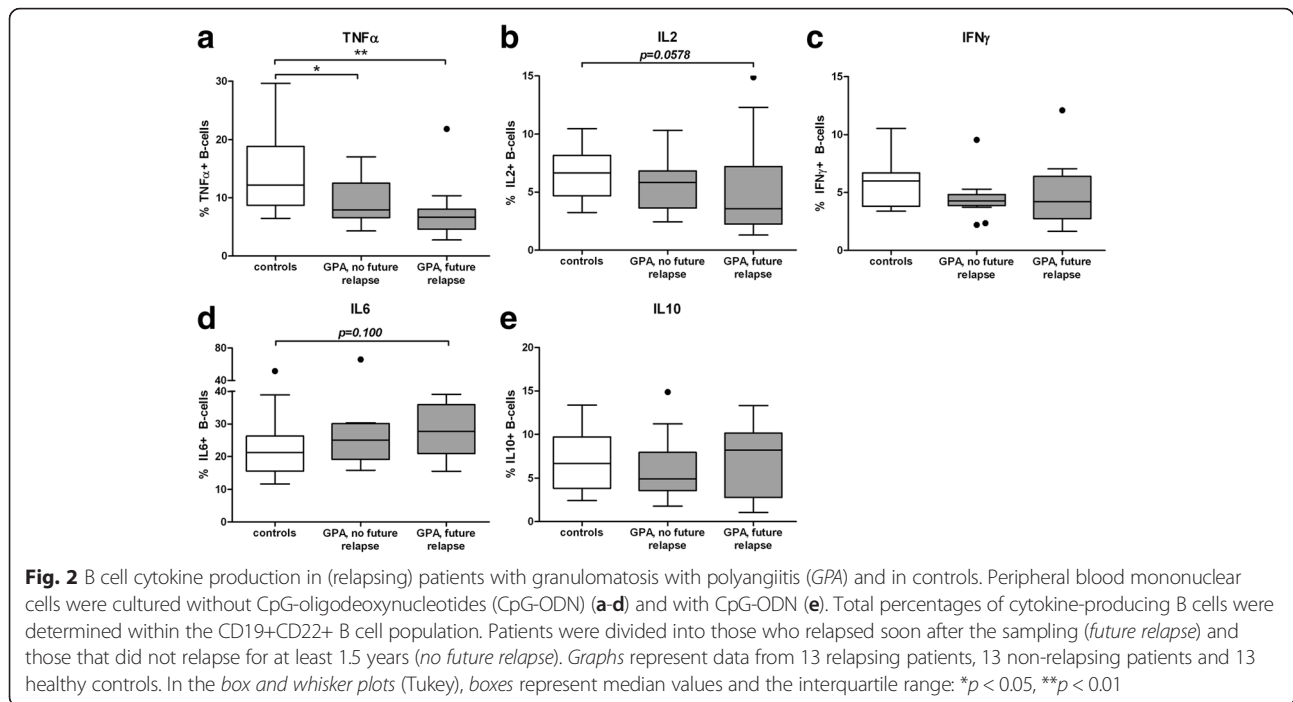 a
TNFα
**
*
30
20
10
0
% TNFα+ B-cells
controls
GPA, no future
relapse
GPA, future
relapse
b
IL2
p=0.0578
15
10
5
0
% IL2+ B-cells
controls
GPA, no future
relapse
GPA, future
relapse
c
IFNγ
15
10
5
0
% IFNγ+ B-cells
controls
GPA, no future
relapse
GPA, future
relapse
d
IL6
p=0.100
80
40
40
30
20
10
0
% IL6+ B-cells
controls
GPA, no future
relapse
GPA, future
relapse
e
IL10
20
15
10
5
0
% IL10+ B-cells
controls
GPA, no future
relapse
GPA, future
relapse
Fig. 2 B cell cytokine production in (relapsing) patients with granulomatosis with polyangiitis (GPA) and in controls. Peripheral blood mononuclear
cells were cultured without CpG-oligodeoxynucleotides (CpG-ODN) (a-d) and with CpG-ODN (e). Total percentages of cytokine-producing B cells were
determined within the CD19+CD22+ B cell population. Patients were divided into those who relapsed soon after the sampling (future relapse) and
those that did not relapse for at least 1.5 years (no future relapse). Graphs represent data from 13 relapsing patients, 13 non-relapsing patients and 13
healthy controls. In the box and whisker plots (Tukey), boxes represent median values and the interquartile range: *p < 0.05, **p < 0.01